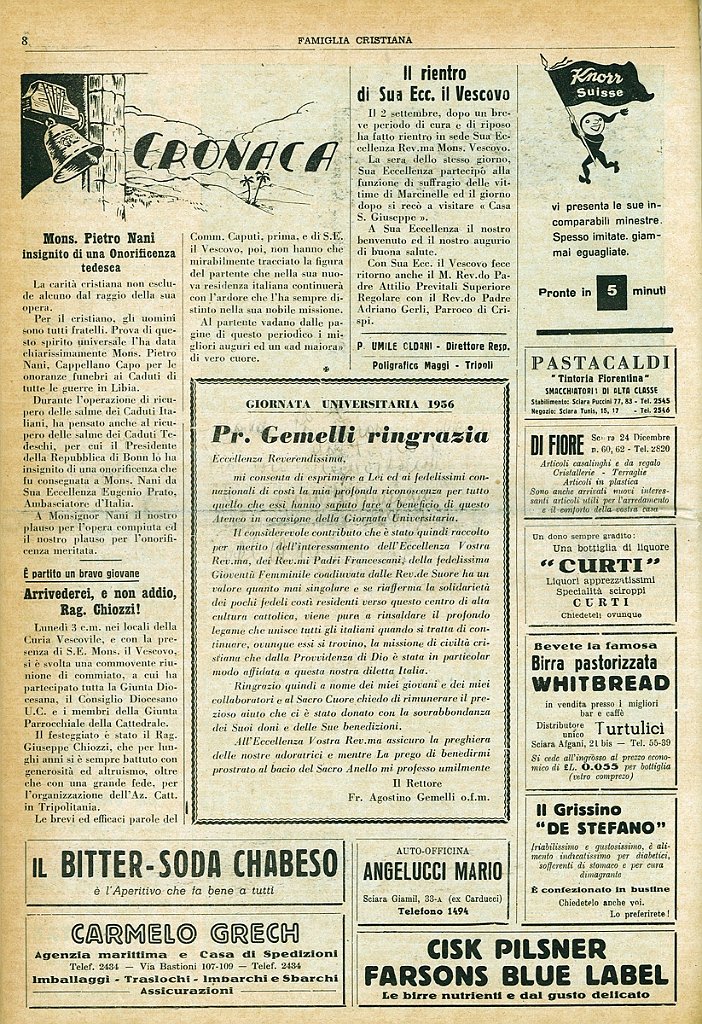 8
FAMIGLIA CRISTIANA
CRONACA
Mons. Pietro Nani
insignito di una Onorificenza
tedesca
La carità cristiana non esclu-
de alcuno dal raggio della sua
opera.
Per il cristiano, gli uomini
sono tutti fratelli. Prova di que-
sto spirito universale l'ha data
chiarissimamente Mons. Pietro
Nani, Cappellano Capo per le
onoranze funebri ai Caduti di
tutte le guerre in Libia.
Durante l'operazione di ricu-
pero delle salme dei Caduti Ita-
liani, ha pensato anche al ricu-
pero delle salme dei Caduti Te-
deschi, per cui il Presidente
della Repubblica di Bonn lo ha
insignito di una onorificenza che
fu consegnata a Mons. Nani da
Sua Eccellenza Eugenio Prato,
Ambasciatore d'Italia.
A Monsignor Nani il nostro
plauso per l'opera compiuta ed
il nostro plauso per l'onorifi-
cenza meritata.
È partito un bravo giovane
Arrivederci, e non addio,
Rag. Chiozzi!
Lunedì 3 c.m. nei locali della
Curia Vescovile, e con la pre-
senza di S.E. Mons. il Vescovo,
si è svolta una commovente riu-
nione di commiato, a cui ha
partecipato tutta la Giunta Dio-
cesana, il Consiglio Diocesano
U.C. e i membri della Giunta
Parrocchiale della Cattedrale.
Il festeggiato è stato il Rag.
Giuseppe Chiozzi, che per lun-
ghi anni si è sempre battuto con
generosità ed altruismo, oltre
che con una grande fede, per
l'organizzazione dell'Az. Catt.
in Tripolitania.
Le brevi ed efficaci parole del
Comm. Caputi, prima, e di S.E.
il Vescovo, poi, non hanno che
mirabilmente tracciato la figura
del partente che nella sua nuo-
va residenza italiana continuerà
con l'ardore che l'ha sempre di-
stinto nella sua nobile missione.
Al partente vadano dalle pa-
gine di questo periodico i mi-
gliori auguri ed un «ad maiora»
di vero cuore.
Il rientro
di Sua Ecc. il Vescovo
Il 2 settembre, dopo un bre-
ve periodo di cura e di riposo
ha fatto rientro in sede Sua Ec-
cellenza Rev.ma Mons. Vescovo.
La sera dello stesso giorno,
Sua Eccellenza partecipò alla
funzione di suffragio delle vit-
time di Marcinelle ed il giorno
dopo si recò a visitare « Casa
S. Giuseppe ».
A Sua Eccellenza il nostro
benvenuto ed il nostro augurio
di buona salute.
Con Sua Ecc. il Vescovo fece
ritorno anche il M. Rev.do Pa-
dre Attilio Previtali Superiore
Regolare con il Rev.do Padre
Adriano Gerli, Parroco di Cri-
spi.
P. UMILE OLDANI - Direttore Resp.
Poligrafico Maggi - Tripoli
GIORNATA UNIVERSITARIA 1956
Pr. Gemelli ringrazia
Eccellenza Reverendissima,
mi consenta di esprimere a Lei ed ai fedelissimi con-
nazionali di costì la mia profonda riconoscenza per tutto
quello che essi hanno saputo fare a beneficio di questo
Ateneo in occasione della Giornata Universitaria.
Il considerevole contributo che è stato quindi raccolto
per merito dell'interessamento dell'Eccellenza Vostra
Rev.ma, dei Rev.mi Padri Francescani, della fedelissima
Gioventù Femminile coadiuvata dalle Rev.de Suore ha un
valore quanto mai singolare e se riafferma la solidarietà
dei pochi fedeli costì residenti verso questo centro di alta
cultura cattolica, viene pure a rinsaldare il profondo
legame che unisce tutti gli italiani quando si tratta di con-
tinuare, ovunque essi si trovino, la missione di civiltà cri-
stiana che dalla Provvidenza di Dio è stata in particolar
modo affidata a questa nostra diletta Italia.
Ringrazio quindi a nome dei miei giovani e dei miei
collaboratori e al Sacro Cuore chiedo di rimunerare il pre-
zioso aiuto che ci è stato donato con la sovrabbondanza
dei Suoi doni e delle Sue benedizioni.
All'Eccellenza Vostra Rev.ma assicuro la preghiera
delle nostre adoratrici e mentre La prego di benedirmi
prostrato al bacio del Sacro Anello mi professo umilmente
Il Rettore
Fr. Agostino Gemelli o.f.m.
Knorr
Suisse
vi presenta le sue in-
comparabili minestre.
Spesso imitate, giam-
mai eguagliate.
Pronte in 5 minuti
PASTACALDI
"Tintoria Fiorentina"
SMACCHIATORI DI ALTA CLASSE
Stabilimento: Sciara Puccini 77, 83 - Tel. 2545
Negozio: Sciara Tunis, 15, 17 - Tel. 2546
DI FIORE
24 Dicembre
n. 60, 62 - Tel. 2820
Articoli casalinghi e da regalo
Cristallerie - Terraglie
Articoli in plastica
Sono anche arrivati nuovi interes-
santi articoli utili per l'arredamento
e il comforto della vostra casa
Un dono sempre gradito:
Una bottiglia di liquore
"CURTI"
Liquori apprezzatissimi
Specialità sciroppi
CURTI
Chiedeteli ovunque
Bevete la famosa
Birra pastorizzata
WHITBREAD
in vendita presso i migliori
bar e caffè
Distributore
unico
Turtulici
Sciara Afgani, 21 bis — Tel. 55-39
Si cede all'ingrosso al prezzo econo-
mico di £L. 0.055 per bottiglia
(vetro compreso)
Il Grissino
"DE STEFANO"
friabilissimo e gustosissimo, è ali-
mento indicatissimo per diabetici,
sofferenti di stomaco e per cura
dimagrante
È confezionato in bustine
Chiedetelo anche voi.
Lo preferirete!
IL BITTER-SODA CHABESO
è l'Aperitivo che fa bene a tutti
AUTO-OFFICINA
ANGELUCCI MARIO
Sciara Giamil, 33-A (ex Carducci)
Telefono 1494
CARMELO GRECH
Agenzia marittima e Casa di Spedizioni
Telef. 2434 — Via Bastioni 107-109 — Telef. 2434
Imballaggi - Traslochi - Imbarchi e Sbarchi
Assicurazioni
CISK PILSNER
FARSONS BLUE LABEL
Le birre nutrienti e dal gusto delicato